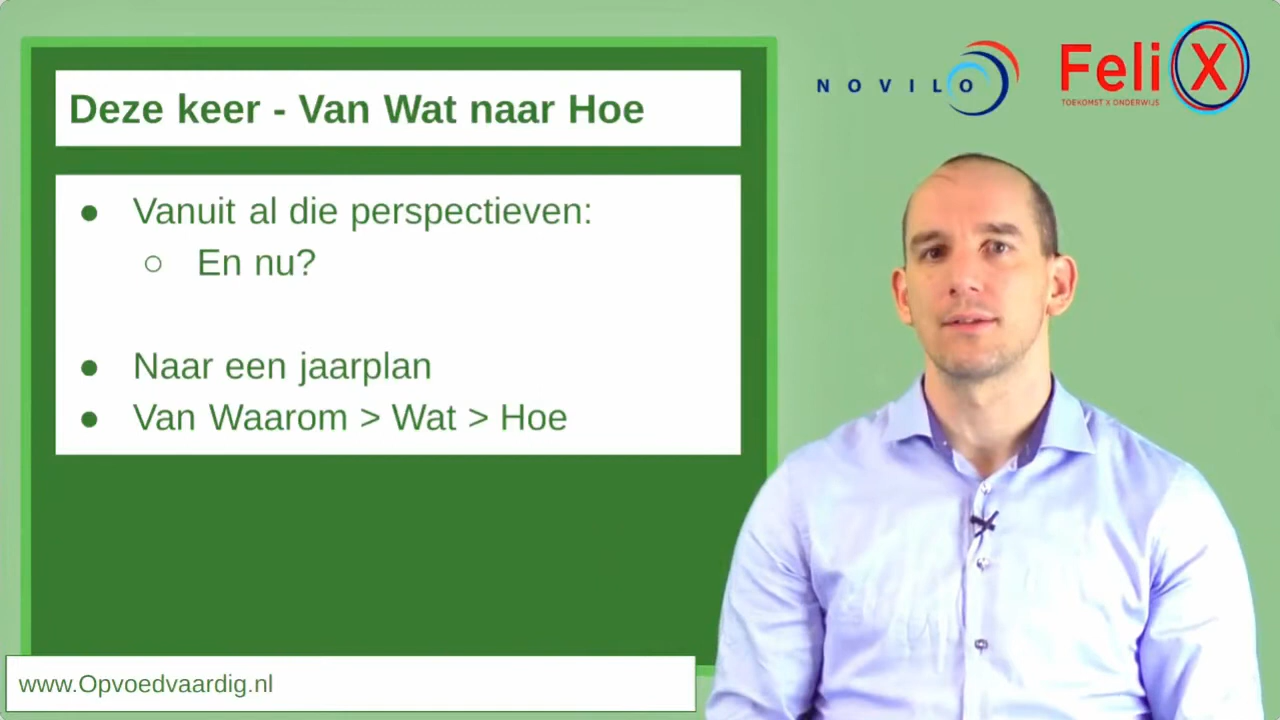 Deze keer - Van Wat naar Hoe
● Vanuit al die perspectieven:
○ En nu?
● Naar een jaarplan
● Van Waarom > Wat > Hoe
www.Opvoedvaardig.nl
NOVILO
FeliX
TOEKOMST X ONDERWIJS